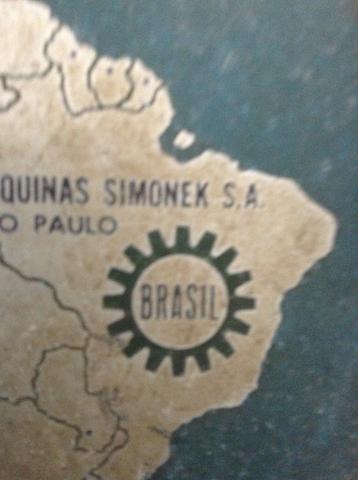 QUINAS SIMONEK S.A.
O PAULO
BRASIL